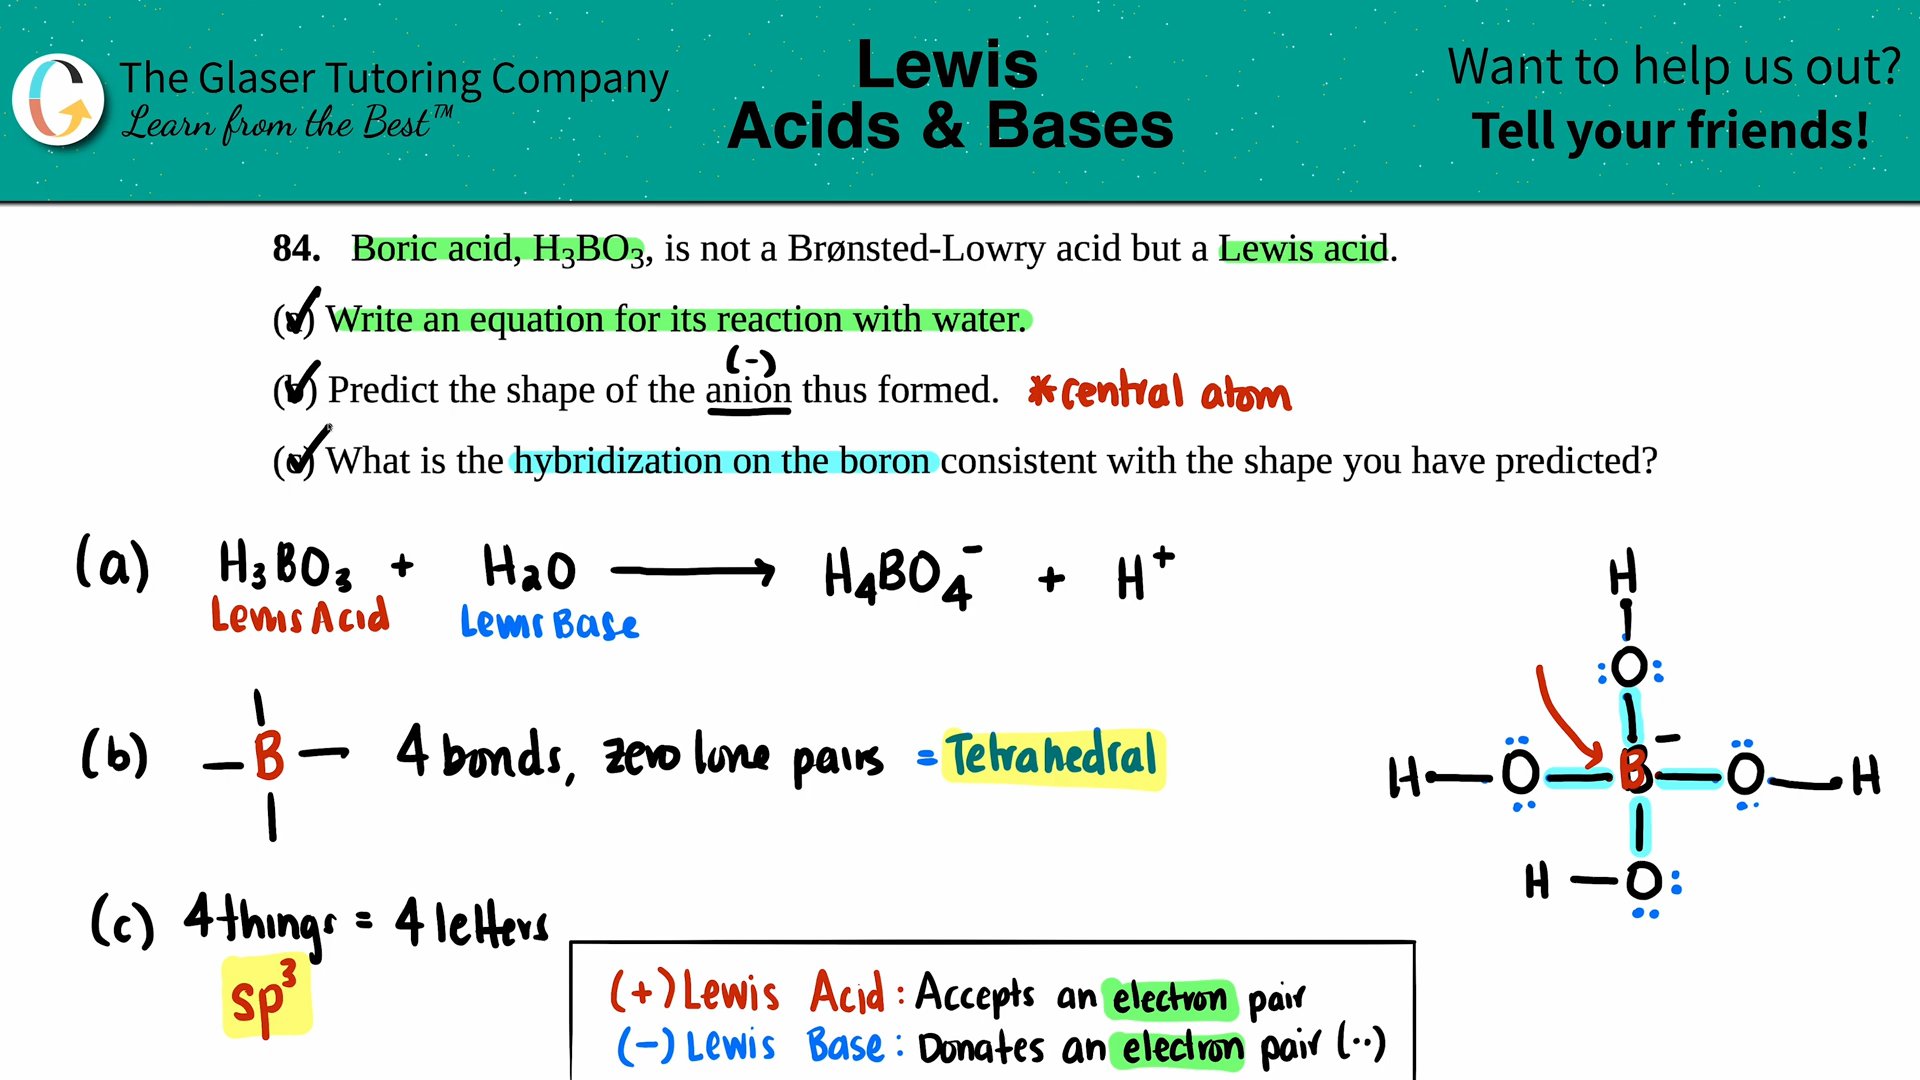 The Glaser Tutoring Company
Learn from the Best™
Lewis
Acids & Bases
Want to help us out?
Tell your friends!
84. Boric acid, H₃BO₃, is not a Brønsted-Lowry acid but a Lewis acid.
(a) Write an equation for its reaction with water.
(-)
(b) Predict the shape of the anion thus formed. *central atom
(c) What is the hybridization on the boron consistent with the shape you have predicted?
(a) H₃BO₃ + H₂O ⟶ H₄BO₄⁻ + H⁺
Lewis Acid Lewis Base
(b) –B– 4 bonds, zero lone pairs = Tetrahedral
(c) 4 things = 4 letters
sp³
H
O
H–O–B⁻–O–H
H–O
(+) Lewis Acid: Accepts an electron pair
(-) Lewis Base: Donates an electron pair (··)